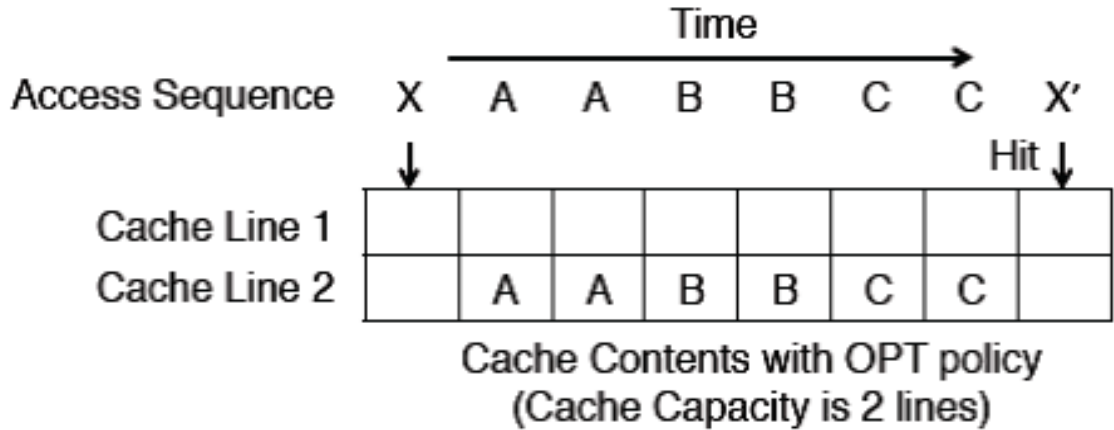 Time
Access Sequence X A A B B C C X′
Hit
Cache Line 1
Cache Line 2 A A B B C C
Cache Contents with OPT policy
(Cache Capacity is 2 lines)